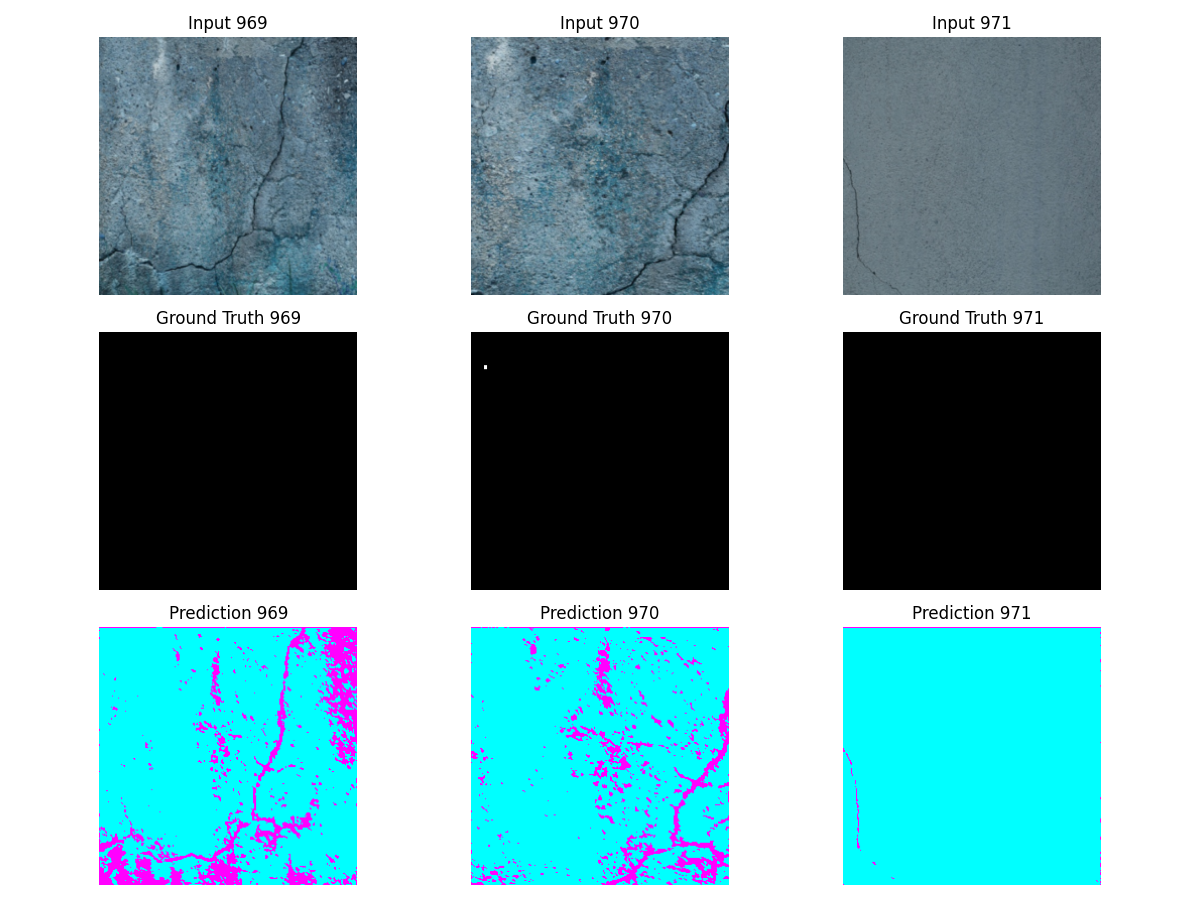 Input 969
Input 970
Input 971
Ground Truth 969
Ground Truth 970
Ground Truth 971
Prediction 969
Prediction 970
Prediction 971